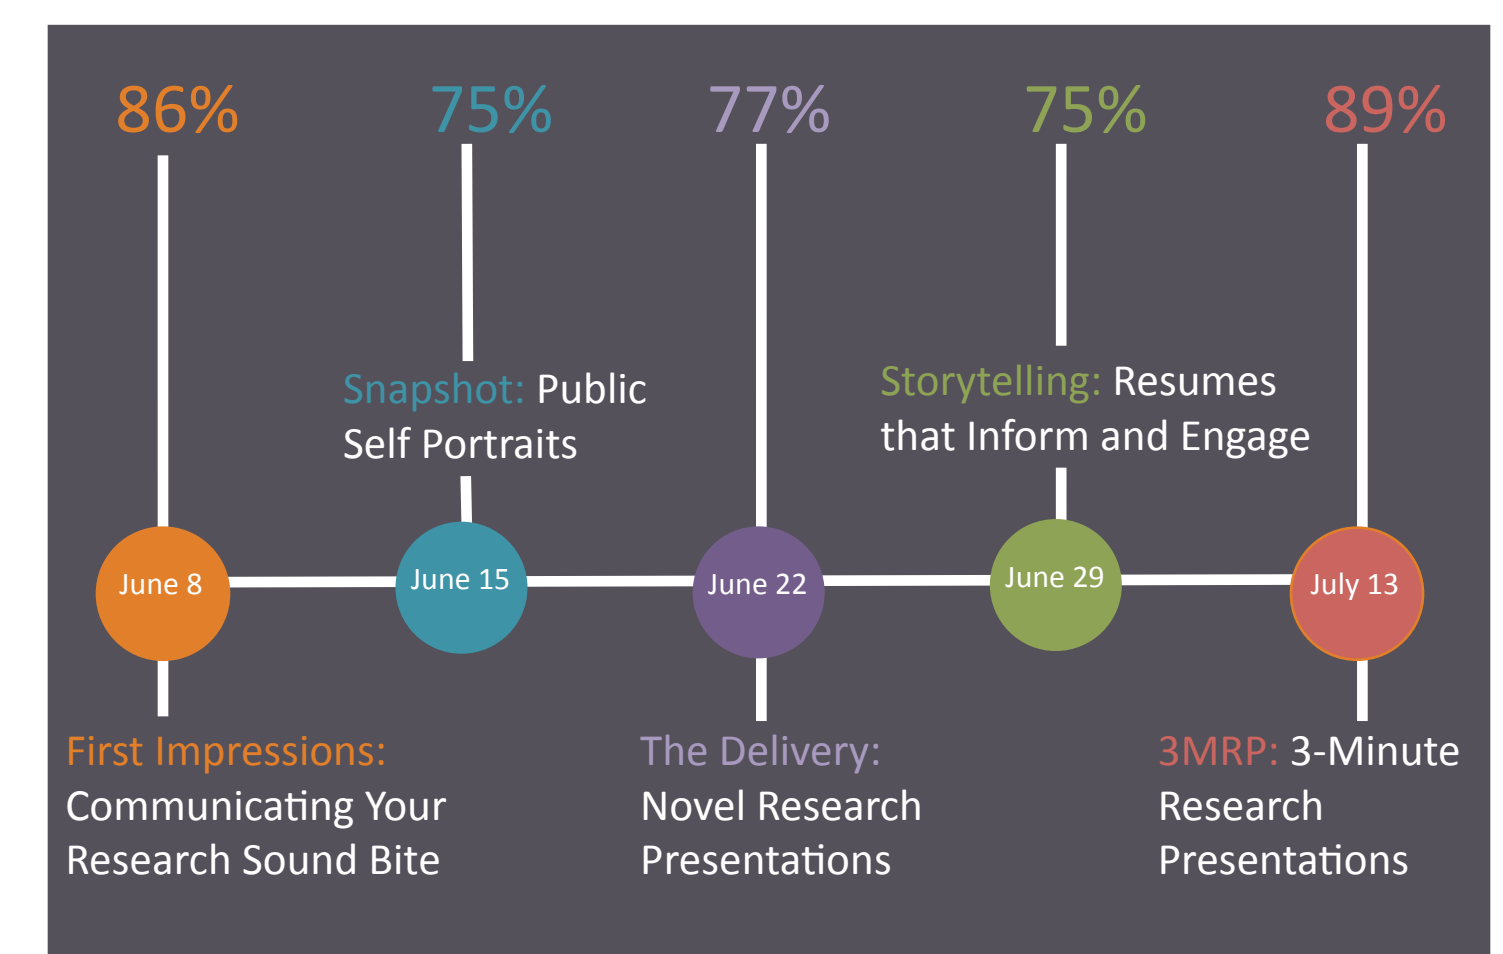 86%
75%
77%
75%
89%
Snapshot: Public
Self Portraits
Storytelling: Resumes
that Inform and Engage
June 8
June 15
June 22
June 29
July 13
First Impressions:
Communicating Your
Research Sound Bite
The Delivery:
Novel Research
Presentations
3MRP: 3-Minute
Research
Presentations